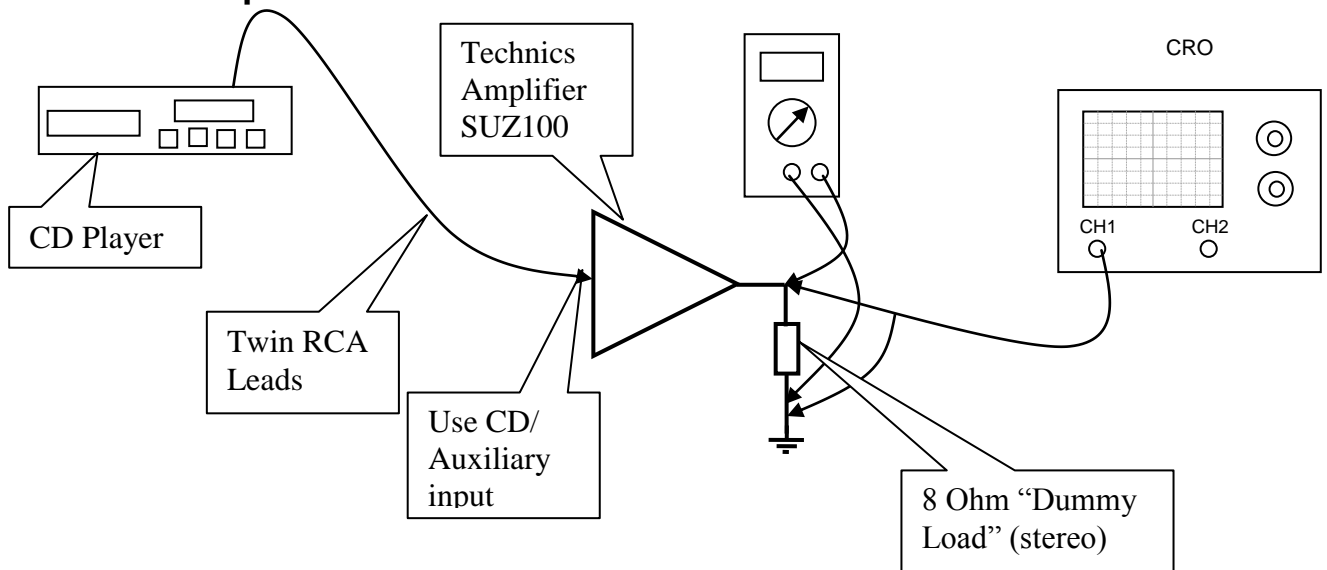 Technics
Amplifier
SUZ100
CRO
CD Player
CH1
CH2
Twin RCA
Leads
Use CD/
Auxiliary
input
8 Ohm “Dummy
Load” (stereo)